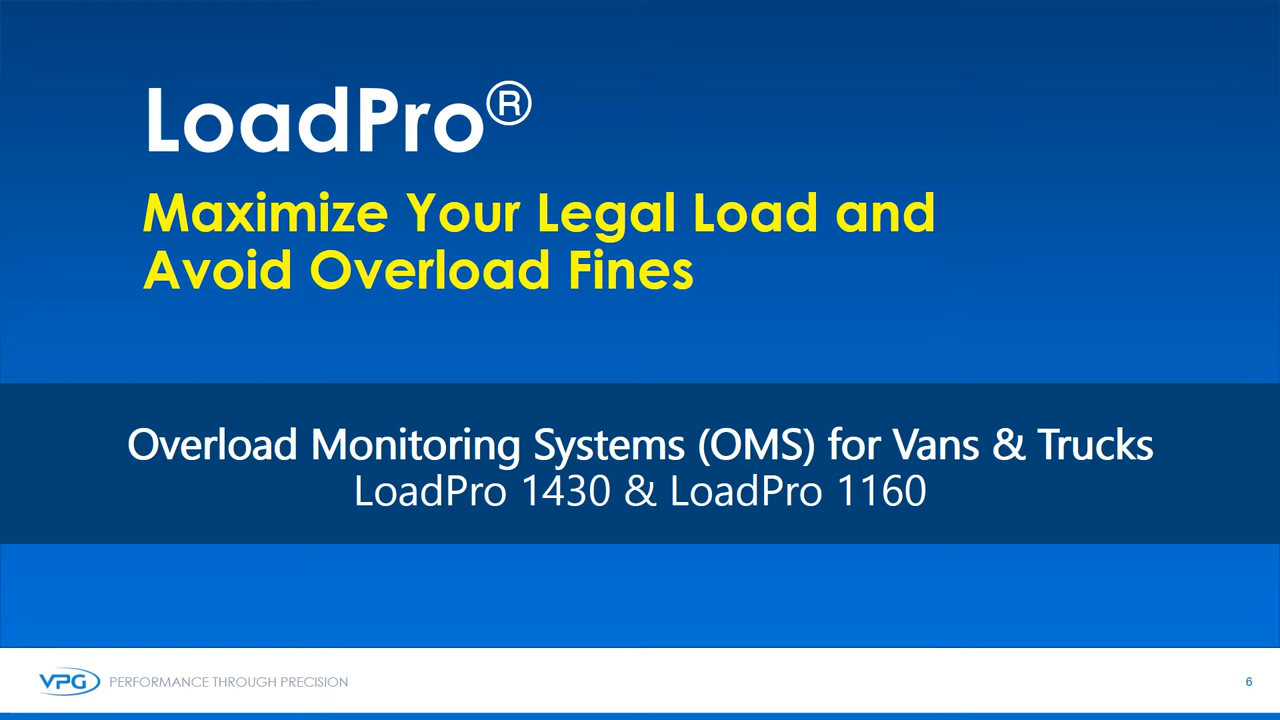 LoadPro®
Maximize Your Legal Load and
Avoid Overload Fines
Overload Monitoring Systems (OMS) for Vans & Trucks
LoadPro 1430 & LoadPro 1160
VPG PERFORMANCE THROUGH PRECISION
6